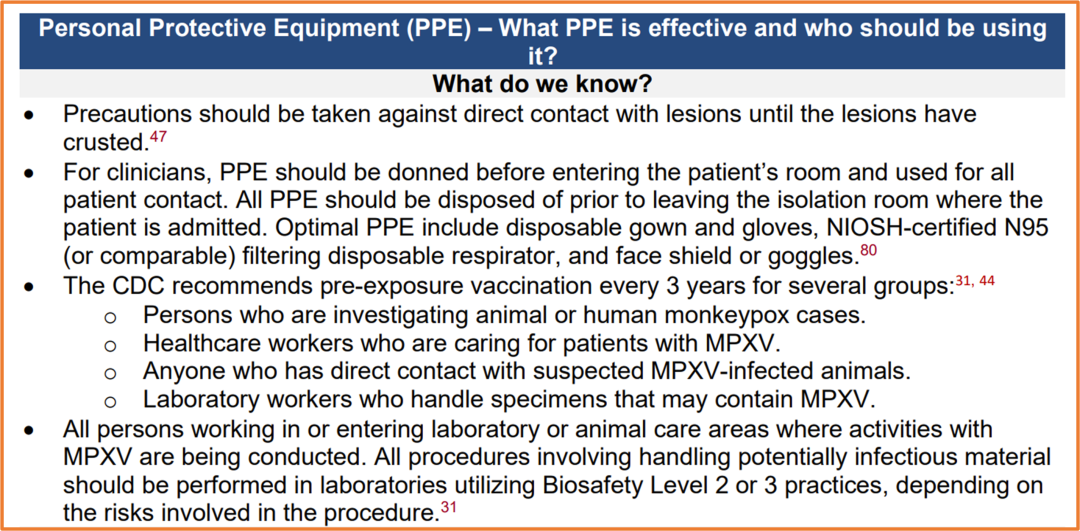 Personal Protective Equipment (PPE) – What PPE is effective and who should be using
it?
What do we know?
• Precautions should be taken against direct contact with lesions until the lesions have
crusted.47
• For clinicians, PPE should be donned before entering the patient’s room and used for all
patient contact. All PPE should be disposed of prior to leaving the isolation room where the
patient is admitted. Optimal PPE include disposable gown and gloves, NIOSH-certified N95
(or comparable) filtering disposable respirator, and face shield or goggles.80
• The CDC recommends pre-exposure vaccination every 3 years for several groups:31, 44
o Persons who are investigating animal or human monkeypox cases.
o Healthcare workers who are caring for patients with MPXV.
o Anyone who has direct contact with suspected MPXV-infected animals.
o Laboratory workers who handle specimens that may contain MPXV.
• All persons working in or entering laboratory or animal care areas where activities with
MPXV are being conducted. All procedures involving handling potentially infectious material
should be performed in laboratories utilizing Biosafety Level 2 or 3 practices, depending on
the risks involved in the procedure.31